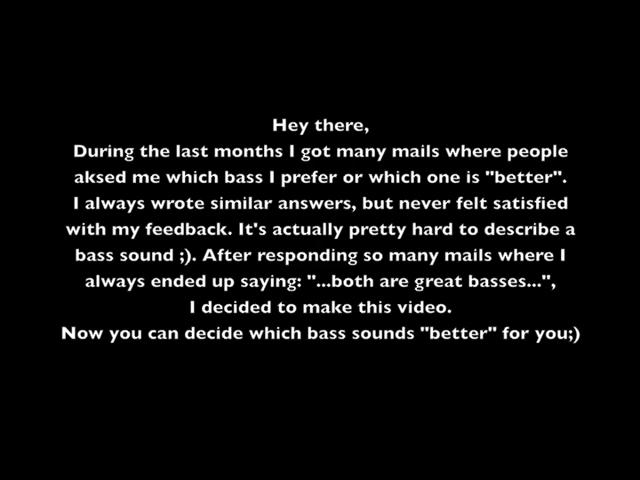 Hey there,
During the last months I got many mails where people
aksed me which bass I prefer or which one is "better".
I always wrote similar answers, but never felt satisfied
with my feedback. It's actually pretty hard to describe a
bass sound ;). After responding so many mails where I
always ended up saying: "...both are great basses...",
I decided to make this video.
Now you can decide which bass sounds "better" for you;)